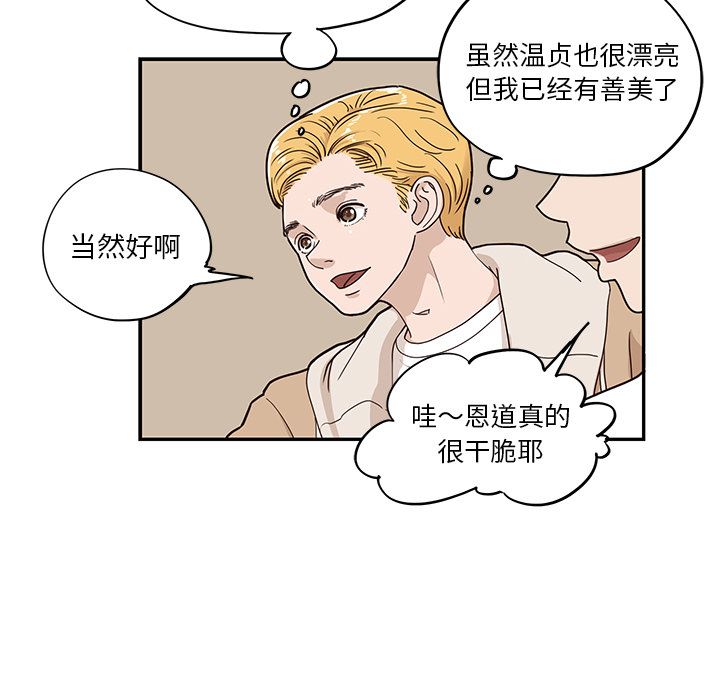 虽然温贞也很漂亮
但我已经有善美了
当然好啊
哇～恩道真的
很干脆耶